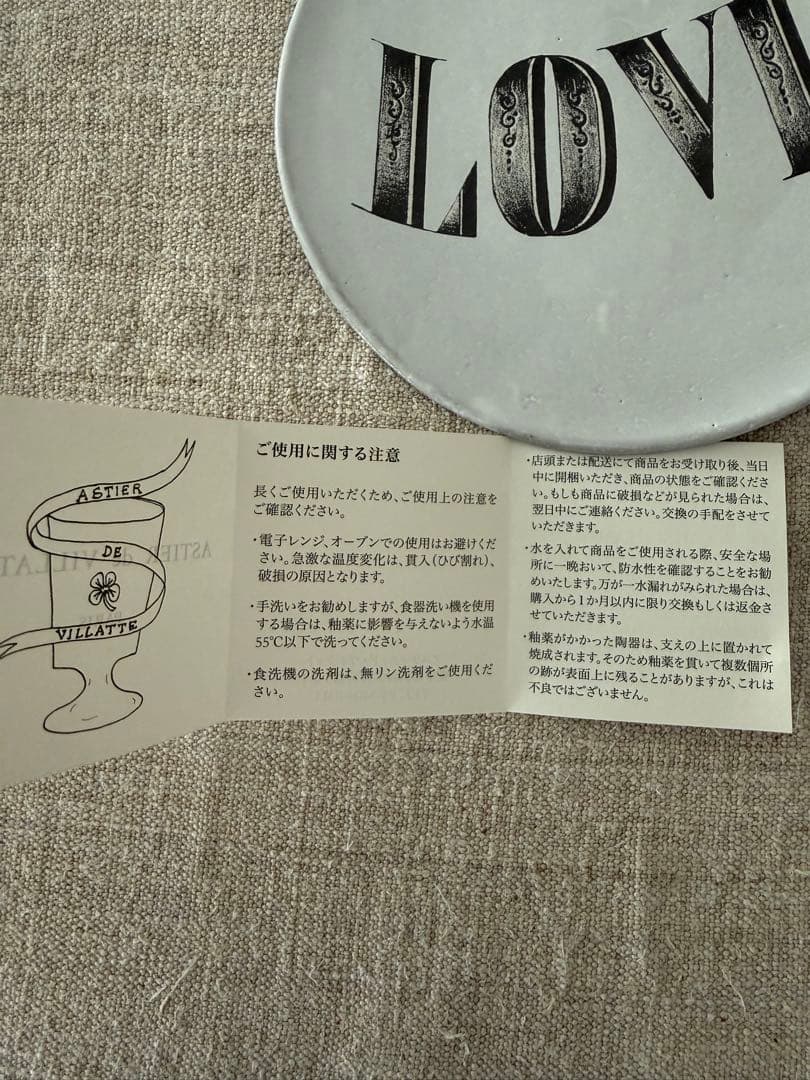 LOVE
ASTIER
DE
VILLATTE
ご使用に関する注意
長くご使用いただくため、ご使用上の注意を
ご確認ください。
・電子レンジ、オーブンでの使用はお避けくだ
さい。急激な温度変化は、貫入（ひび割れ）、
破損の原因となります。
・手洗いをお勧めしますが、食器洗い機を使用
する場合は、釉薬に影響を与えないよう水温
55℃以下で洗ってください。
・食洗機の洗剤は、無リン洗剤をご使用くだ
さい。
・店頭または配送にて商品をお受け取り後、当日
中に開梱いただき、商品の状態をご確認くださ
い。もしも商品に破損などが見られた場合は、
翌日中にご連絡ください。交換の手配をさせて
いただきます。
・水を入れて商品をご使用される際、安全な場
所に一晩おいて、防水性を確認することをお勧
めいたします。万が一水漏れがみられた場合は、
購入から1か月以内に限り交換もしくは返金さ
せていただきます。
・釉薬がかかった陶器は、支えの上に置かれて
焼成されます。そのため釉薬を貫いて複数個所
の跡が表面上に残ることがありますが、これは
不良ではございません。